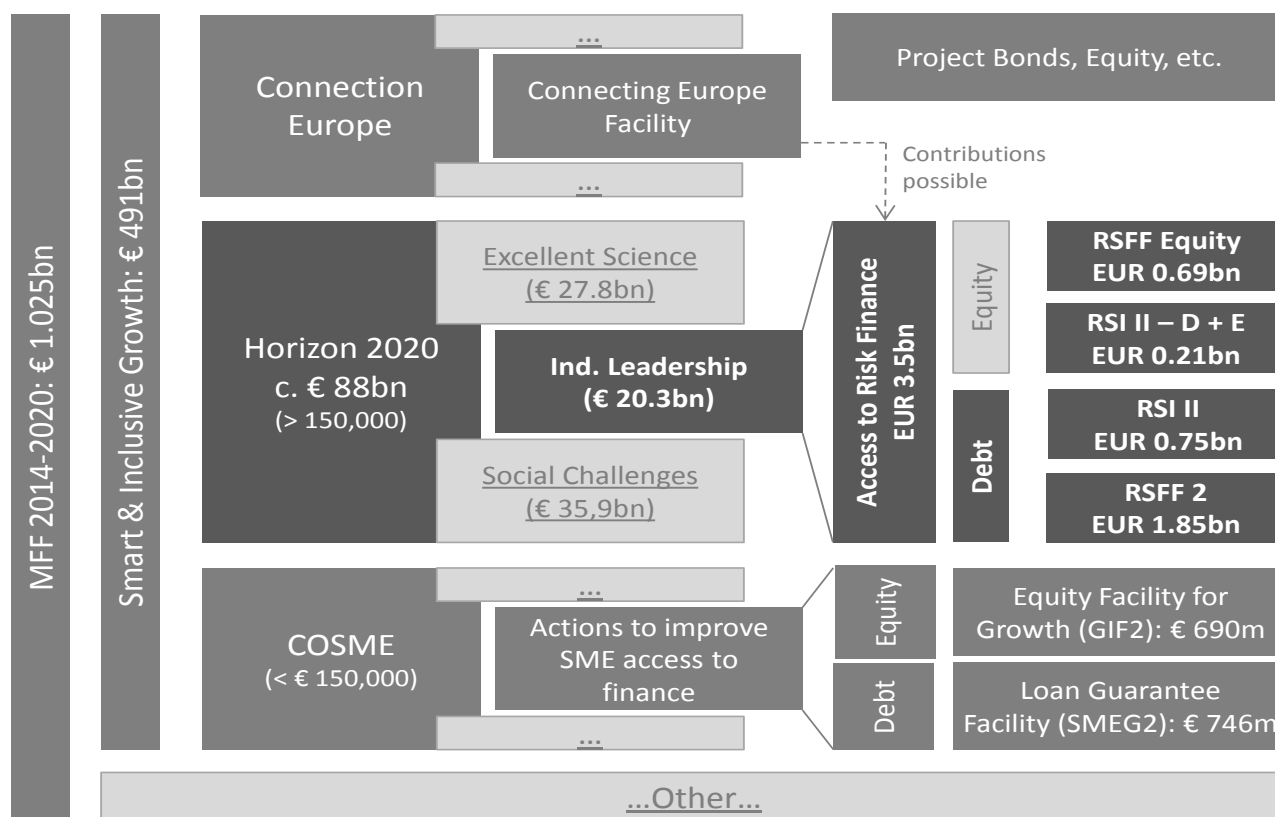 MFF 2014-2020: € 1.025bn
Smart & Inclusive Growth: € 491bn
Connection
Europe
...
Connecting Europe
Facility
...
Project Bonds, Equity, etc.
Contributions
possible
Horizon 2020
c. € 88bn
(> 150,000)
Excellent Science
(€ 27.8bn)
Ind. Leadership
(€ 20.3bn)
Social Challenges
(€ 35,9bn)
Access to Risk Finance
EUR 3.5bn
Equity
Debt
RSFF Equity
EUR 0.69bn
RSI II – D + E
EUR 0.21bn
RSI II
EUR 0.75bn
RSFF 2
EUR 1.85bn
COSME
(< € 150,000)
...
Actions to improve
SME access to
finance
...
Equity
Debt
Equity Facility for
Growth (GIF2): € 690m
Loan Guarantee
Facility (SMEG2): € 746m
...Other...